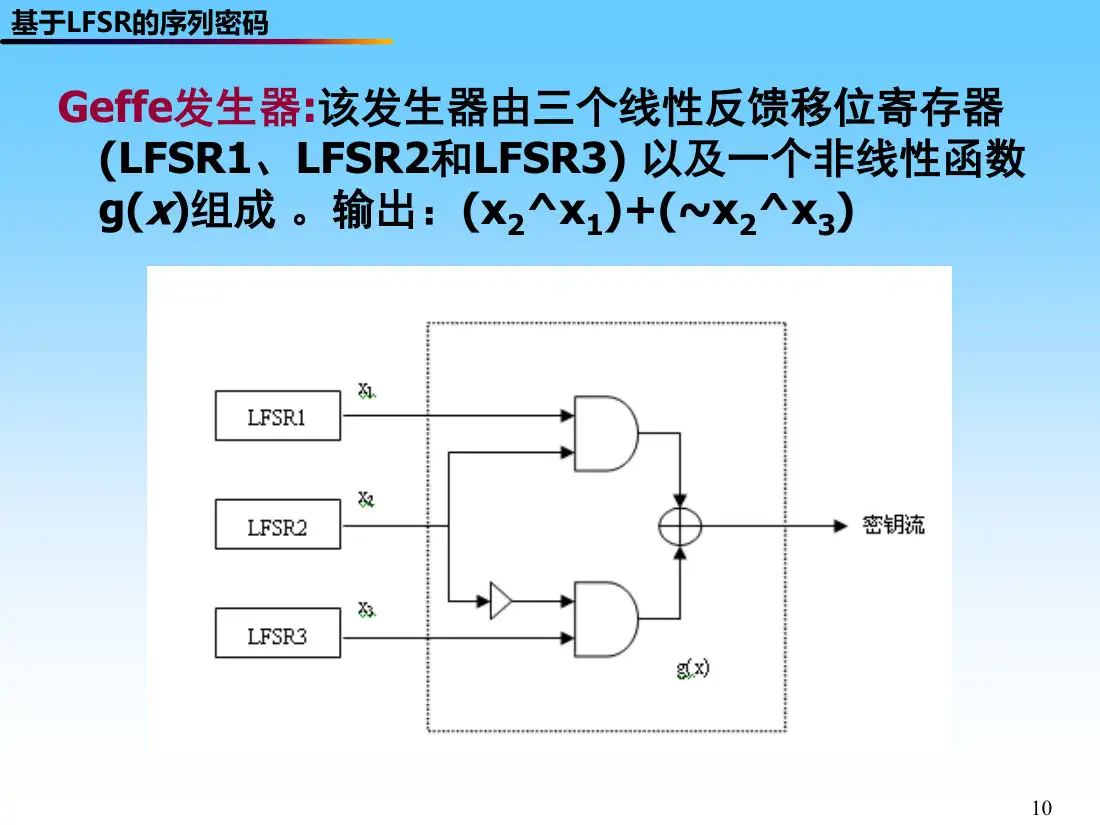 基于LFSR的序列密码
Geffe发生器:该发生器由三个线性反馈移位寄存器
(LFSR1、LFSR2和LFSR3) 以及一个非线性函数
g(x)组成 。输出：(x₂^x₁)+(~x₂^x₃)
x₁
LFSR1
x₂
LFSR2
密钥流
x₃
LFSR3
g(x)
10